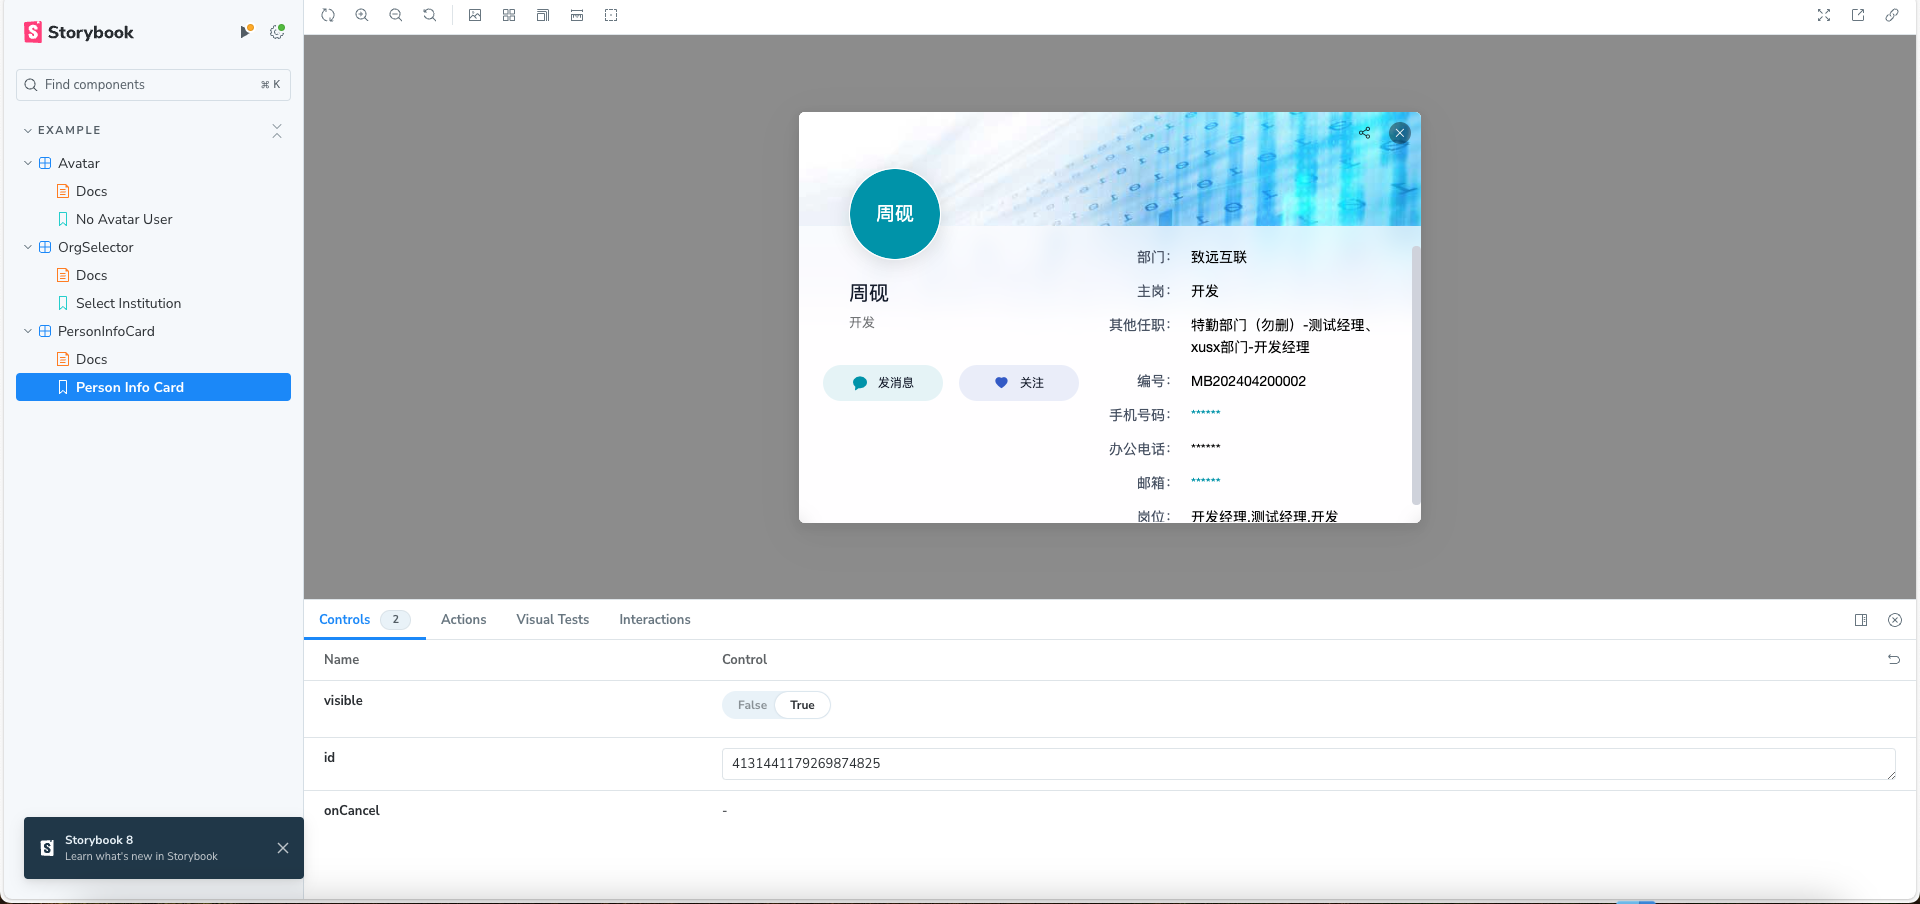 Storybook
Find components
⌘ K
EXAMPLE
Avatar
Docs
No Avatar User
OrgSelector
Docs
Select Institution
PersonInfoCard
Docs
Person Info Card
Storybook 8
Learn what's new in Storybook
周砚
周砚
开发
发消息
关注
部门：
致远互联
主岗：
开发
其他任职：
特勤部门（勿删）-测试经理、
xusx部门-开发经理
编号：
MB202404200002
手机号码：
******
办公电话：
******
邮箱：
******
岗位：
开发经理,测试经理,开发
Controls 2
Actions
Visual Tests
Interactions
Name
Control
visible
False
True
id
4131441179269874825
onCancel
-